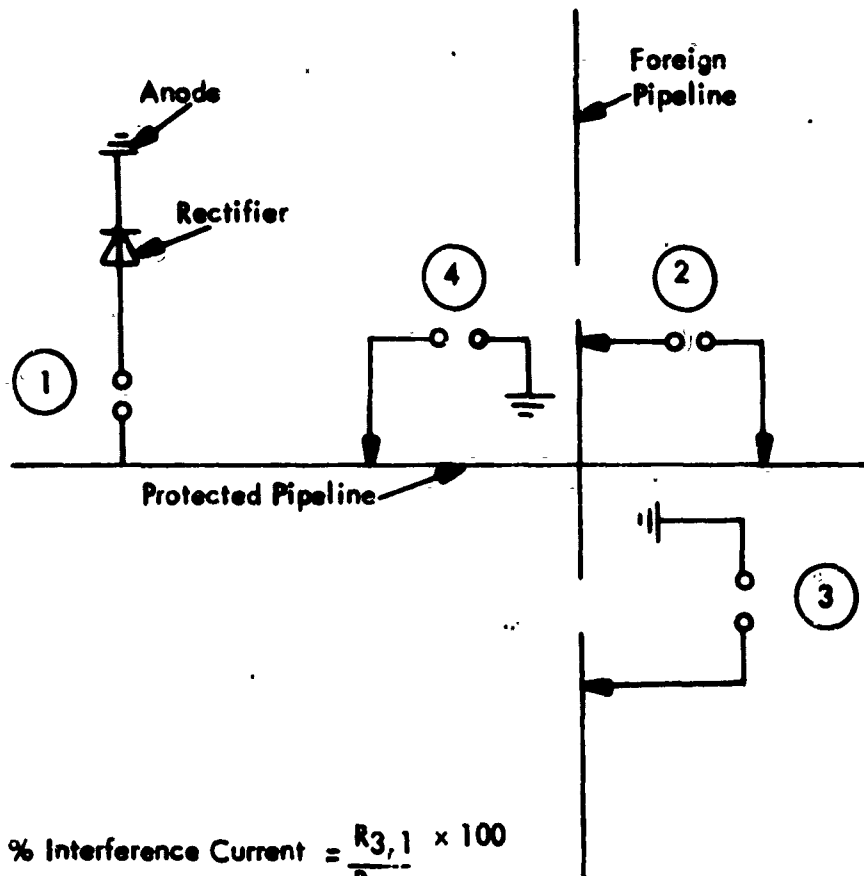 Anode
Foreign
Pipeline
Rectifier
4
2
1
Protected Pipeline
3
% Interference Current = R3,1 × 100